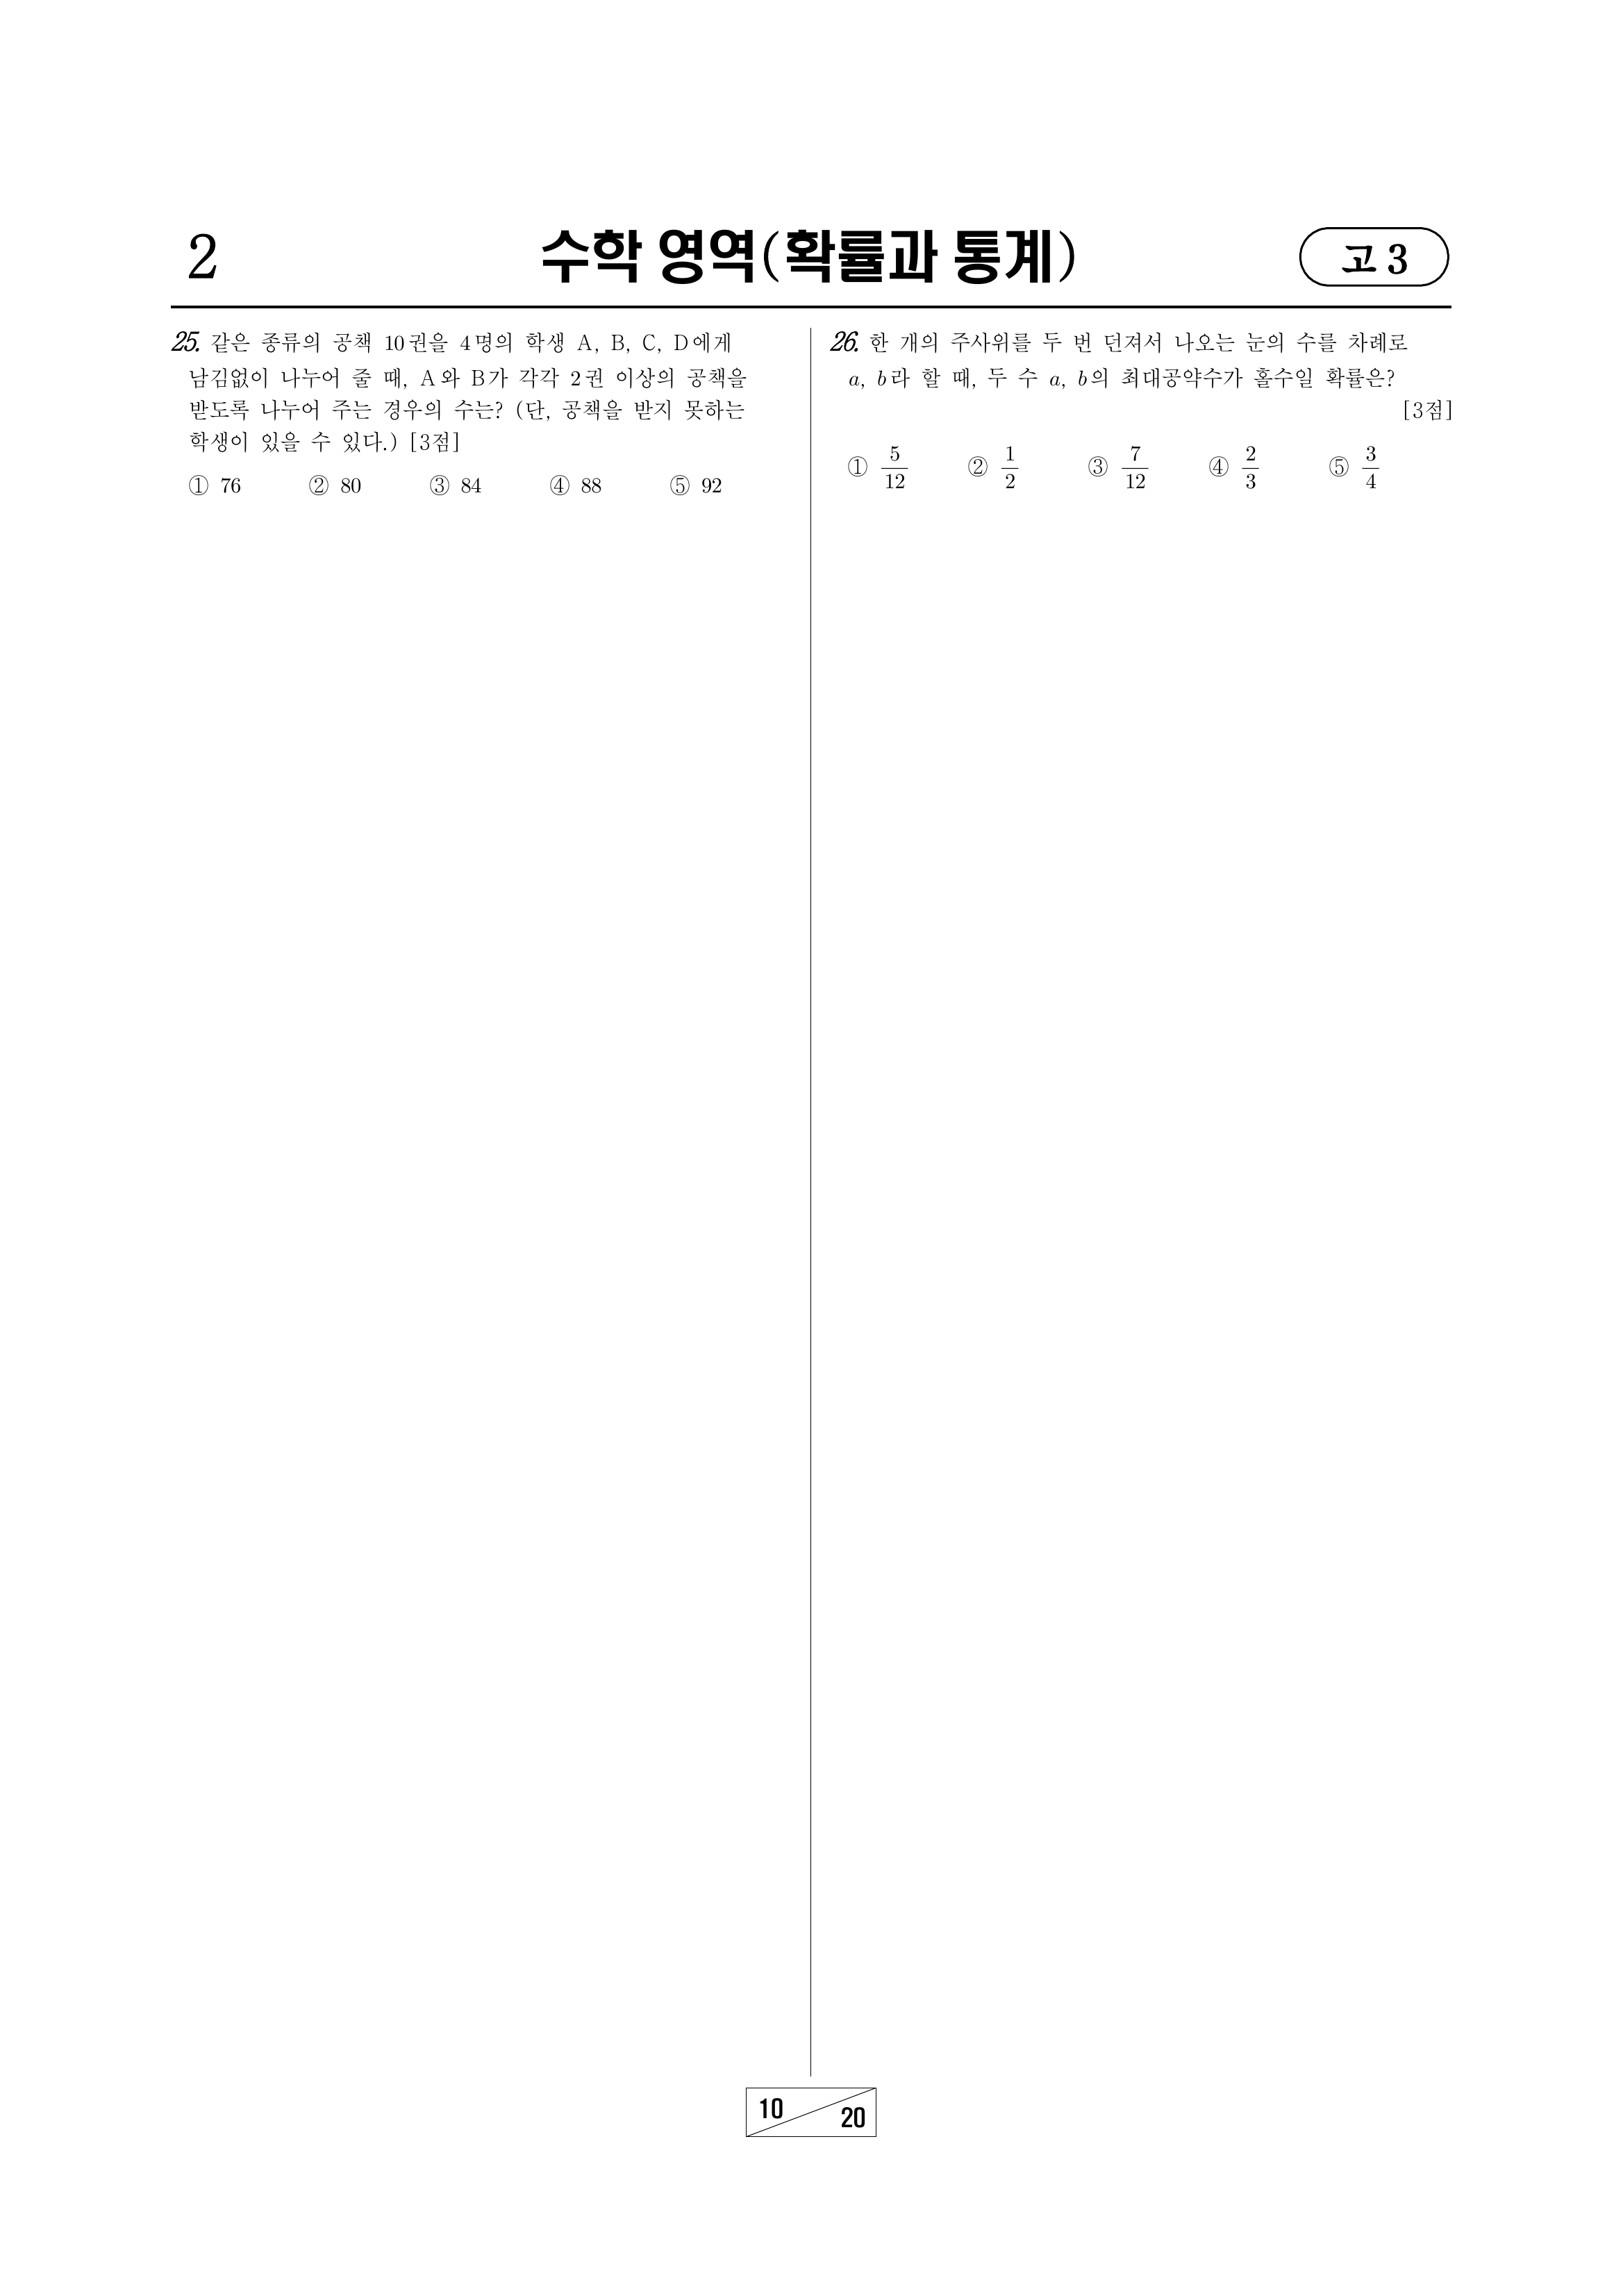 2
수학 영역(확률과 통계)
고 3
25. 같은 종류의 공책 10권을 4명의 학생 A, B, C, D에게
남김없이 나누어 줄 때, A와 B가 각각 2권 이상의 공책을
받도록 나누어 주는 경우의 수는? (단, 공책을 받지 못하는
학생이 있을 수 있다.) [3점]
① 76 ② 80 ③ 84 ④ 88 ⑤ 92
26. 한 개의 주사위를 두 번 던져서 나오는 눈의 수를 차례로
a, b라 할 때, 두 수 a, b의 최대공약수가 홀수일 확률은?
[3점]
① 5/12 ② 1/2 ③ 7/12 ④ 2/3 ⑤ 3/4
10
20